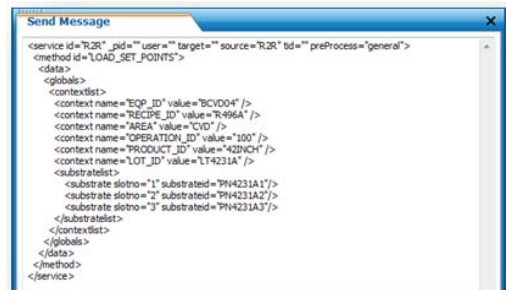 Send Message
<service id="R2R" _pid="" user="" target="" source="R2R" tid="" preProcess="general">
<method id="LOAD_SET_POINTS">
<data>
<globals>
<contextlist>
<context name="EQP_ID" value="BCVD04" />
<context name="RECIPE_ID" value="R496A" />
<context name="AREA" value="CVD" />
<context name="OPERATION_ID" value="100" />
<context name="PRODUCT_ID" value="42INCH" />
<context name="LOT_ID" value="LT4231A" />
<substratelist>
<substrate slotno="1" substrateid="PN4231A1"/>
<substrate slotno="2" substrateid="PN4231A2"/>
<substrate slotno="3" substrateid="PN4231A3"/>
</substratelist>
</contextlist>
</globals>
</data>
</method>
</service>